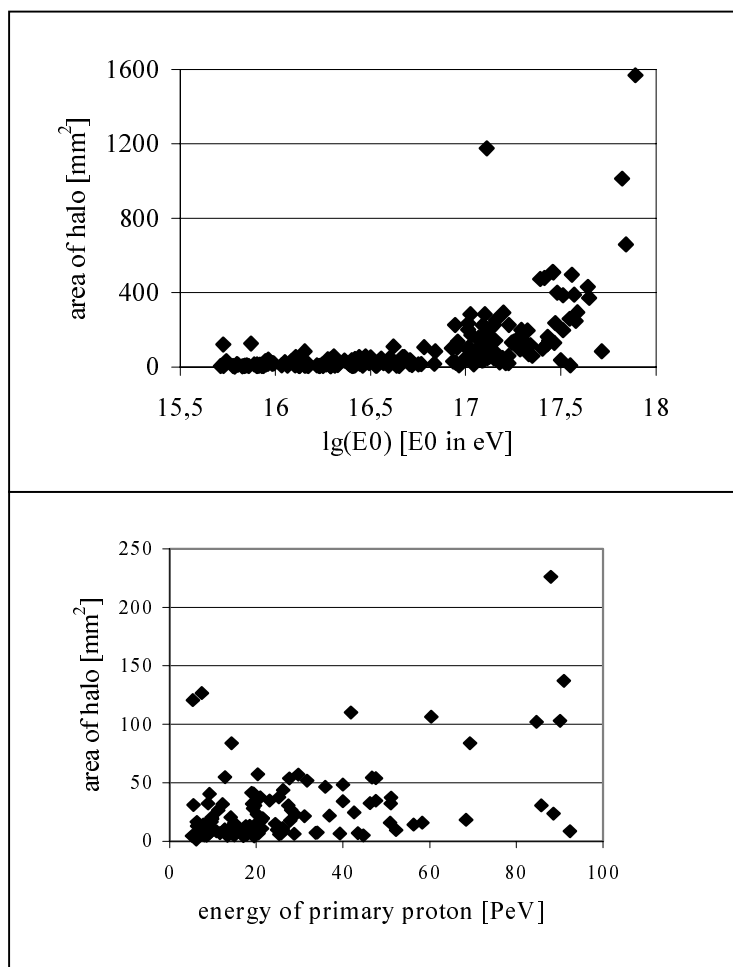 1600
1200
800
400
0
area of halo [mm²]
15,5 16 16,5 17 17,5 18
lg(E0) [E0 in eV]
250
200
150
100
50
0
area of halo [mm²]
0 20 40 60 80 100
energy of primary proton [PeV]